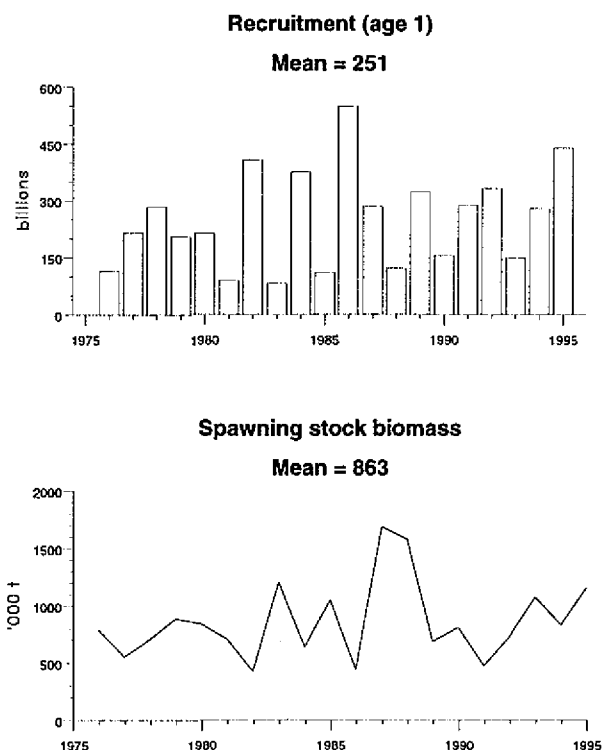 Recruitment (age 1)
Mean = 251
600
450
300
150
0
billions
1975 1980 1985 1990 1995
Spawning stock biomass
Mean = 863
2000
1500
1000
500
0
'000 t
1975 1980 1985 1990 1995